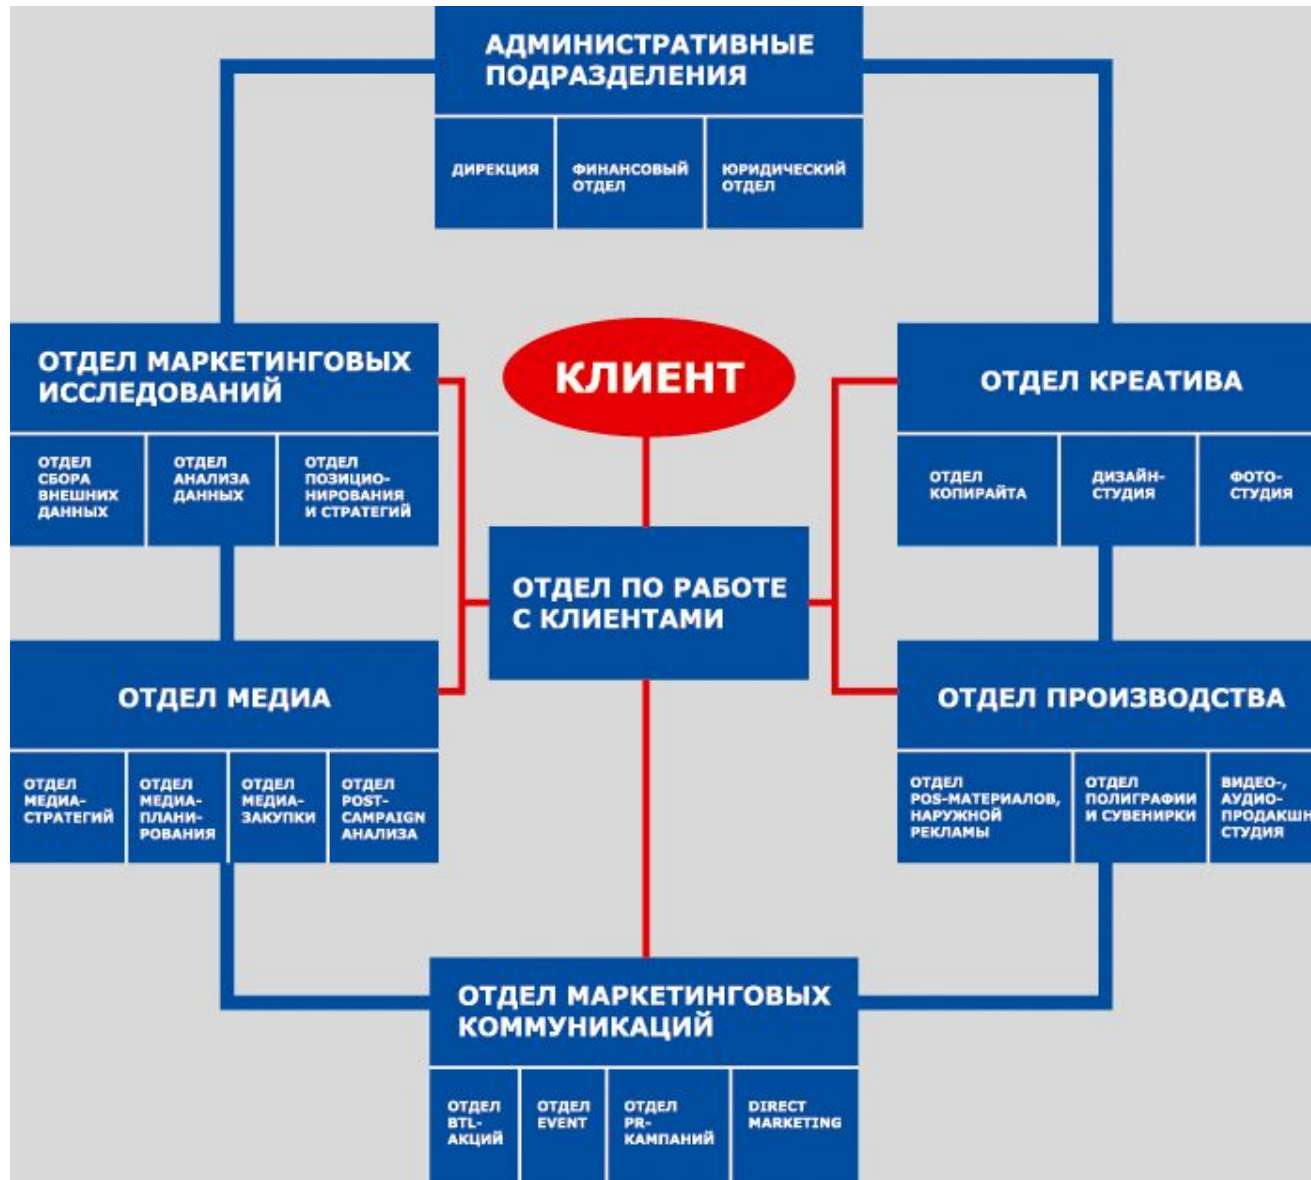 АДМИНИСТРАТИВНЫЕ
ПОДРАЗДЕЛЕНИЯ
ДИРЕКЦИЯ
ФИНАНСОВЫЙ
ОТДЕЛ
ЮРИДИЧЕСКИЙ
ОТДЕЛ
ОТДЕЛ МАРКЕТИНГОВЫХ
ИССЛЕДОВАНИЙ
ОТДЕЛ
СБОРА
ВНЕШНИХ
ДАННЫХ
ОТДЕЛ
АНАЛИЗА
ДАННЫХ
ОТДЕЛ
ПОЗИЦИО-
НИРОВАНИЯ
И СТРАТЕГИЙ
КЛИЕНТ
ОТДЕЛ КРЕАТИВА
ОТДЕЛ
КОПИРАЙТА
ДИЗАЙН-
СТУДИЯ
ФОТО-
СТУДИЯ
ОТДЕЛ ПО РАБОТЕ
С КЛИЕНТАМИ
ОТДЕЛ МЕДИА
ОТДЕЛ
МЕДИА-
СТРАТЕГИЙ
ОТДЕЛ
МЕДИА-
ПЛАНИ-
РОВАНИЯ
ОТДЕЛ
МЕДИА-
ЗАКУПКИ
ОТДЕЛ
POST-
CAMPAIGN
АНАЛИЗА
ОТДЕЛ ПРОИЗВОДСТВА
ОТДЕЛ
POS-МАТЕРИАЛОВ,
НАРУЖНОЙ
РЕКЛАМЫ
ОТДЕЛ
ПОЛИГРАФИИ
И СУВЕНИРКИ
ВИДЕО-,
АУДИО-
ПРОДАКШН
СТУДИЯ
ОТДЕЛ МАРКЕТИНГОВЫХ
КОММУНИКАЦИЙ
ОТДЕЛ
BTL-
АКЦИЙ
ОТДЕЛ
EVENT
ОТДЕЛ
PR-
КАМПАНИЙ
DIRECT
MARKETING